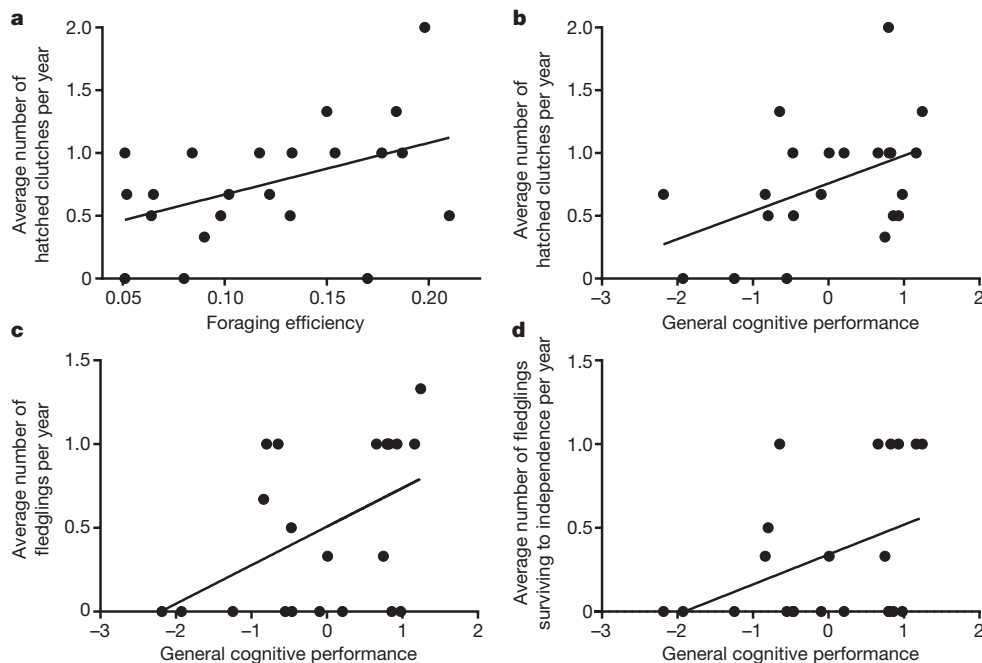 a
Average number of
hatched clutches per year
2.0
1.5
1.0
0.5
0
0.05
0.10
0.15
0.20
Foraging efficiency
b
Average number of
hatched clutches per year
2.0
1.5
1.0
0.5
0
–3
–2
–1
0
1
2
General cognitive performance
c
Average number of
fledglings per year
1.5
1.0
0.5
0
–3
–2
–1
0
1
2
General cognitive performance
d
Average number of fledglings
surviving to independence per year
1.5
1.0
0.5
0
–3
–2
–1
0
1
2
General cognitive performance